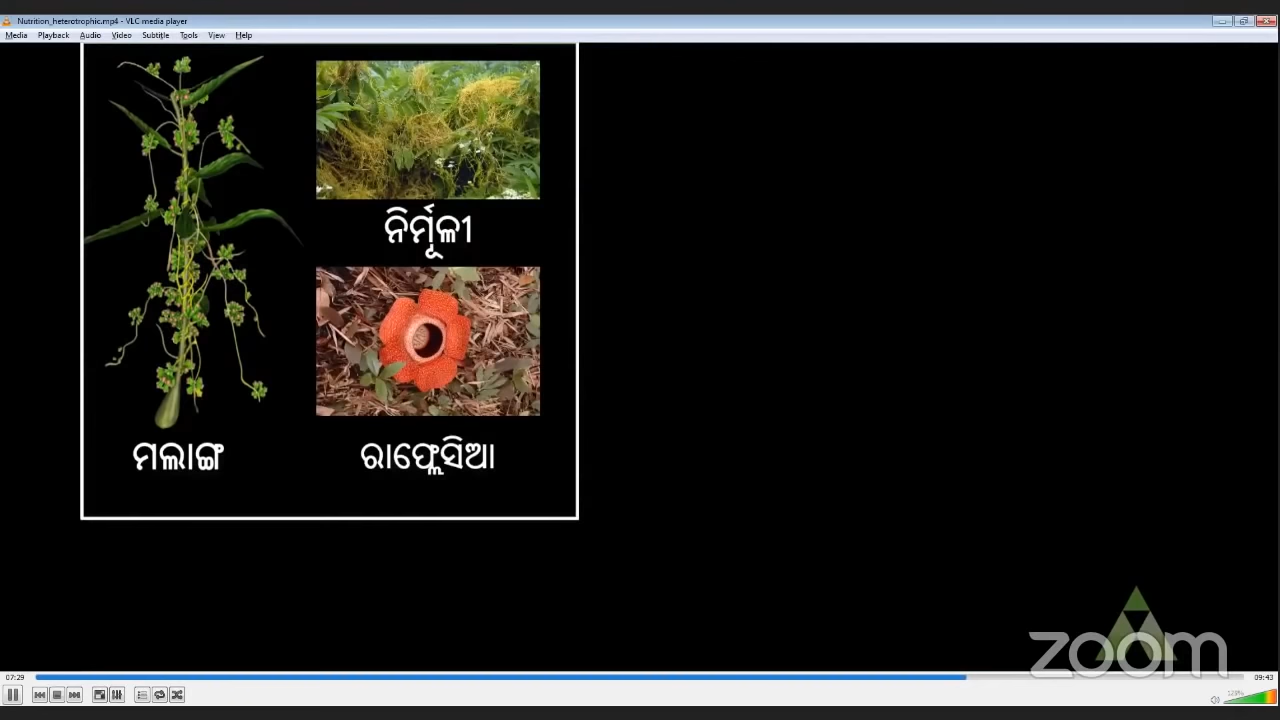 Nutrition_heterotrophic.mp4 - VLC media player
Media Playback Audio Video Subtitle Tools View Help
ନିର୍ମୂଳୀ
ମଲାଙ୍ଗ
ରାଫ୍ଲେସିଆ
zoom
07:29
09:43